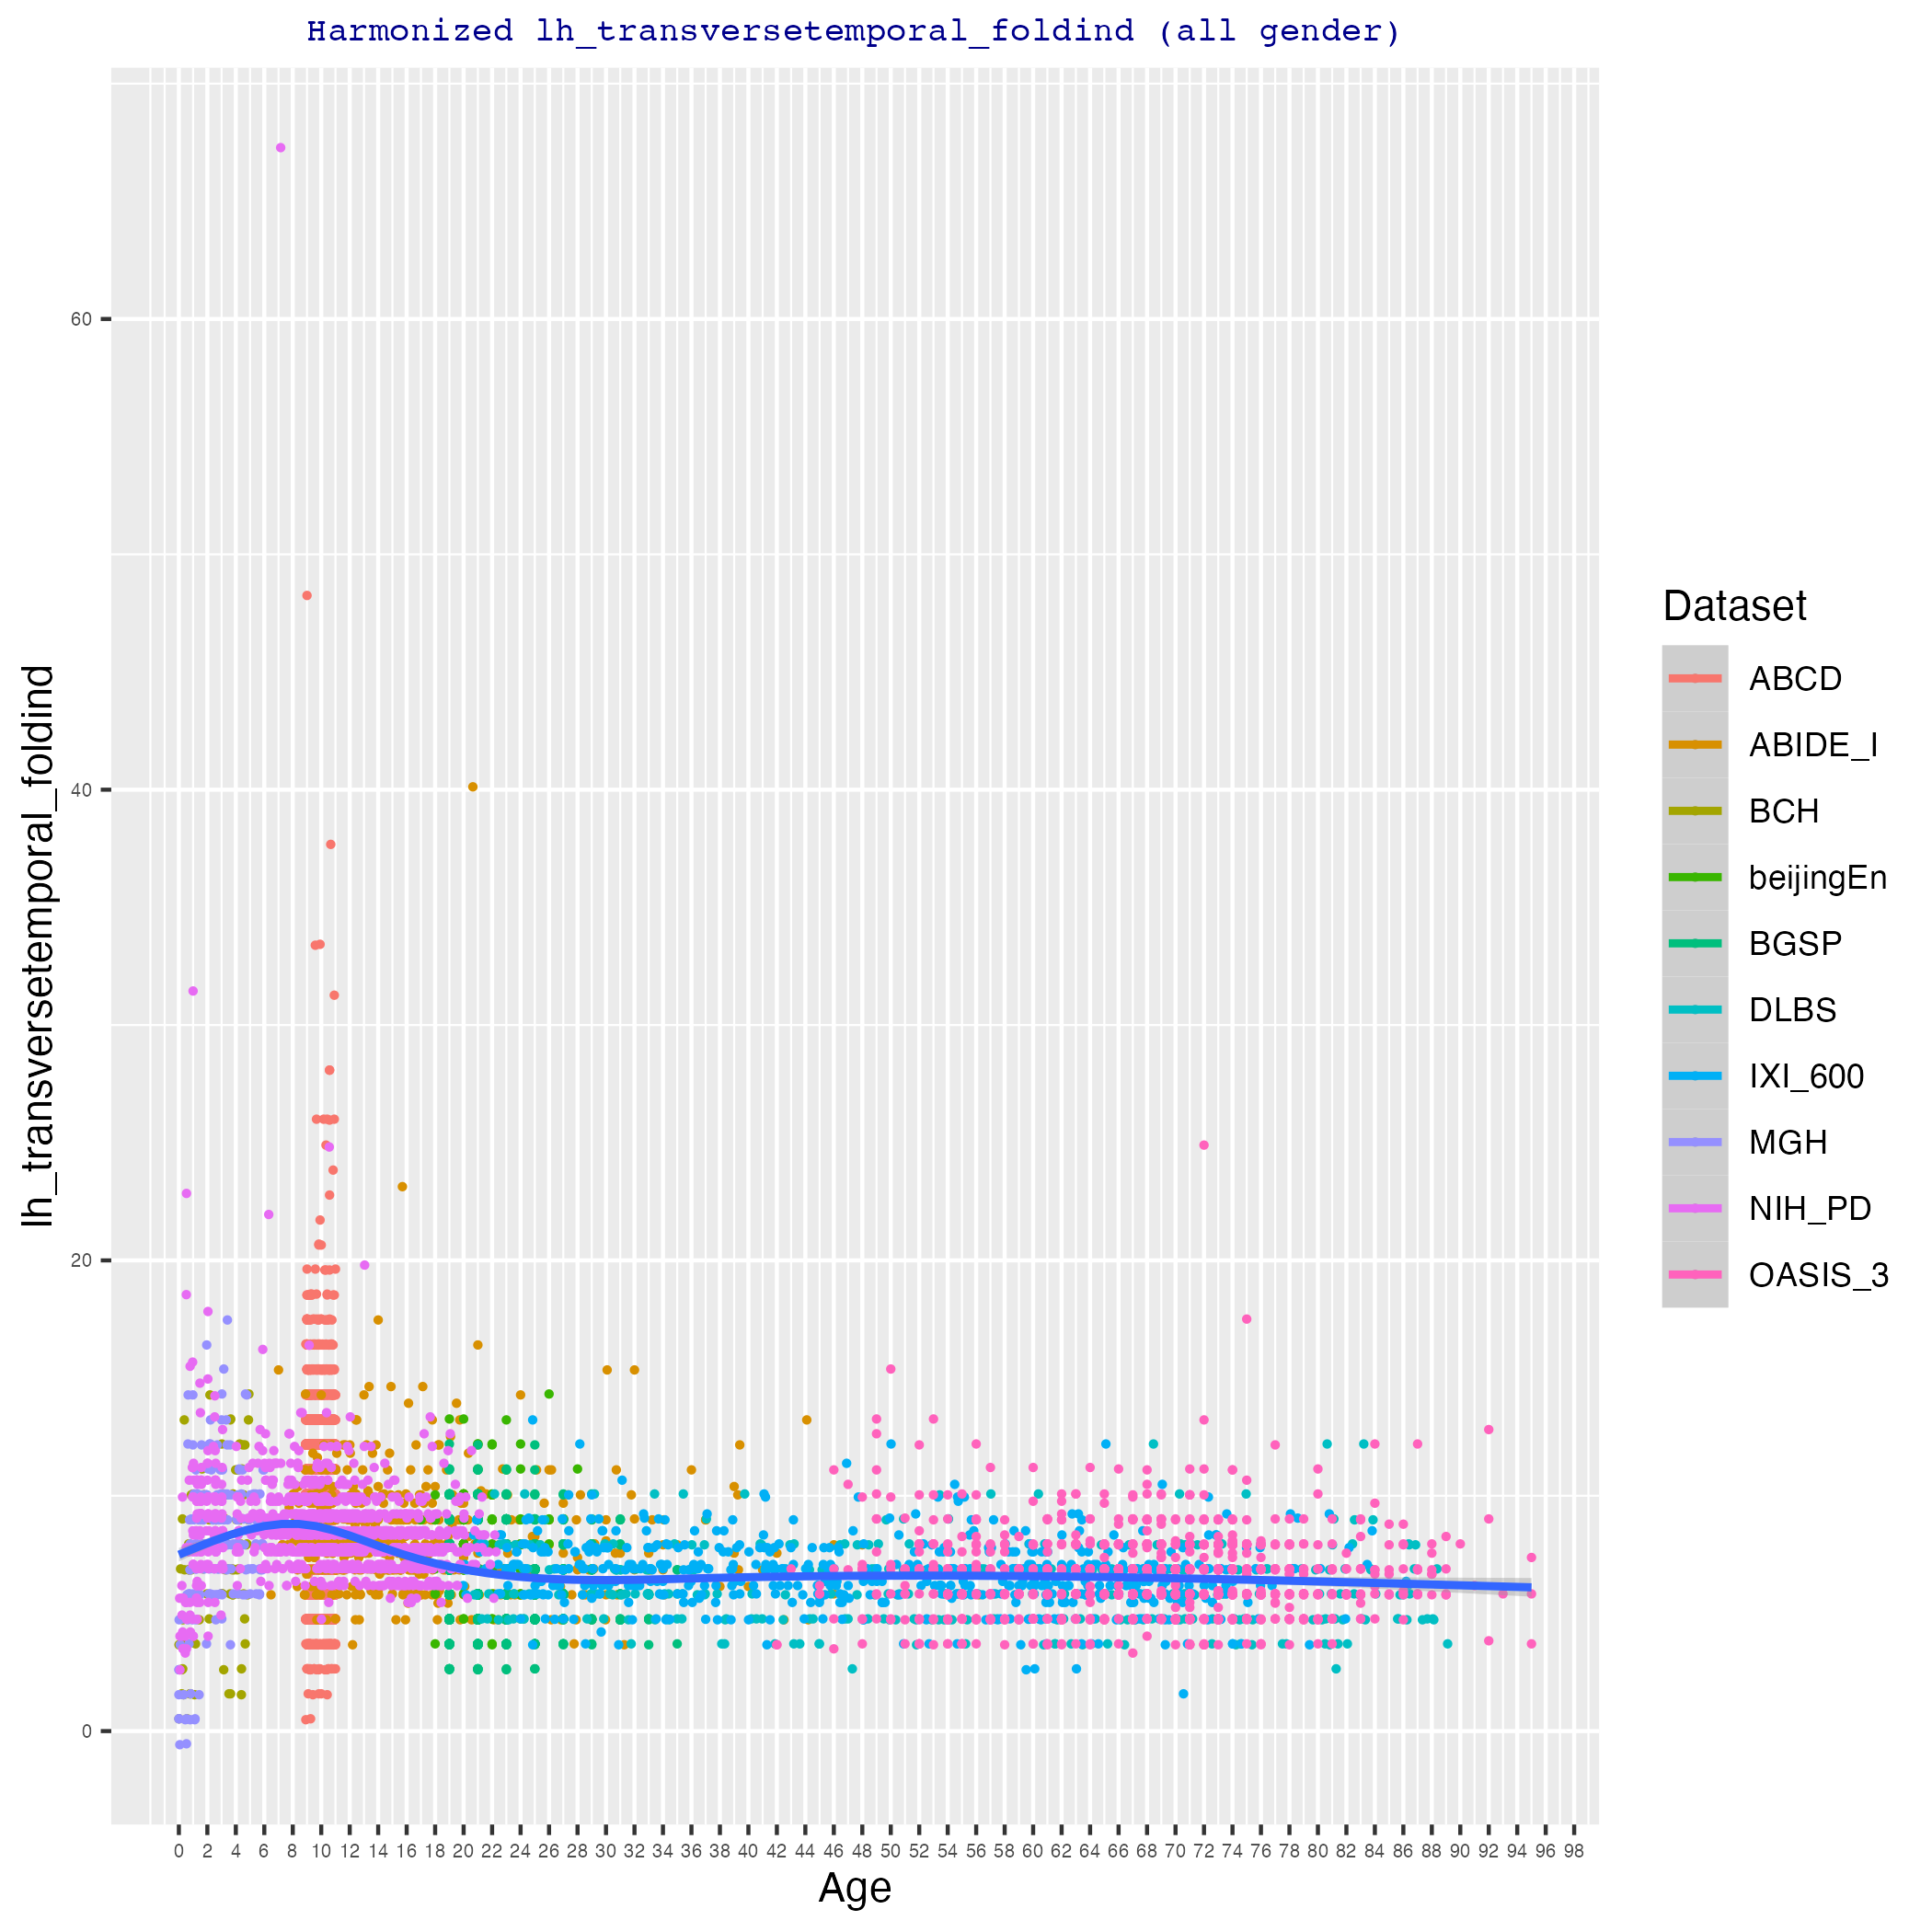 Harmonized lh_transversetemporal_foldind (all gender)
lh_transversetemporal_foldind
60
40
20
0
0 2 4 6 8 10 12 14 16 18 20 22 24 26 28 30 32 34 36 38 40 42 44 46 48 50 52 54 56 58 60 62 64 66 68 70 72 74 76 78 80 82 84 86 88 90 92 94 96 98
Age
Dataset
ABCD
ABIDE_I
BCH
beijingEn
BGSP
DLBS
IXI_600
MGH
NIH_PD
OASIS_3